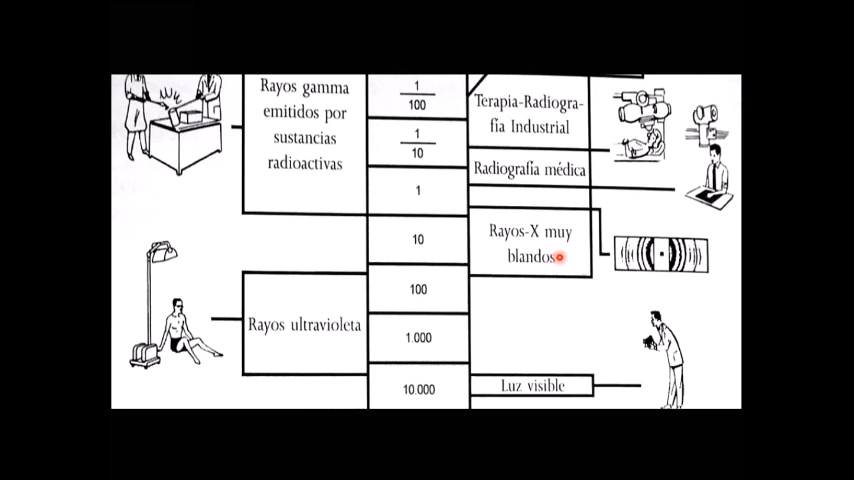 Rayos gamma
emitidos por
sustancias
radioactivas
1
100
1
10
1
10
100
1.000
10.000
Terapia-Radiogra-
fía Industrial
Radiografía médica
Rayos-X muy
blandos
Rayos ultravioleta
Luz visible